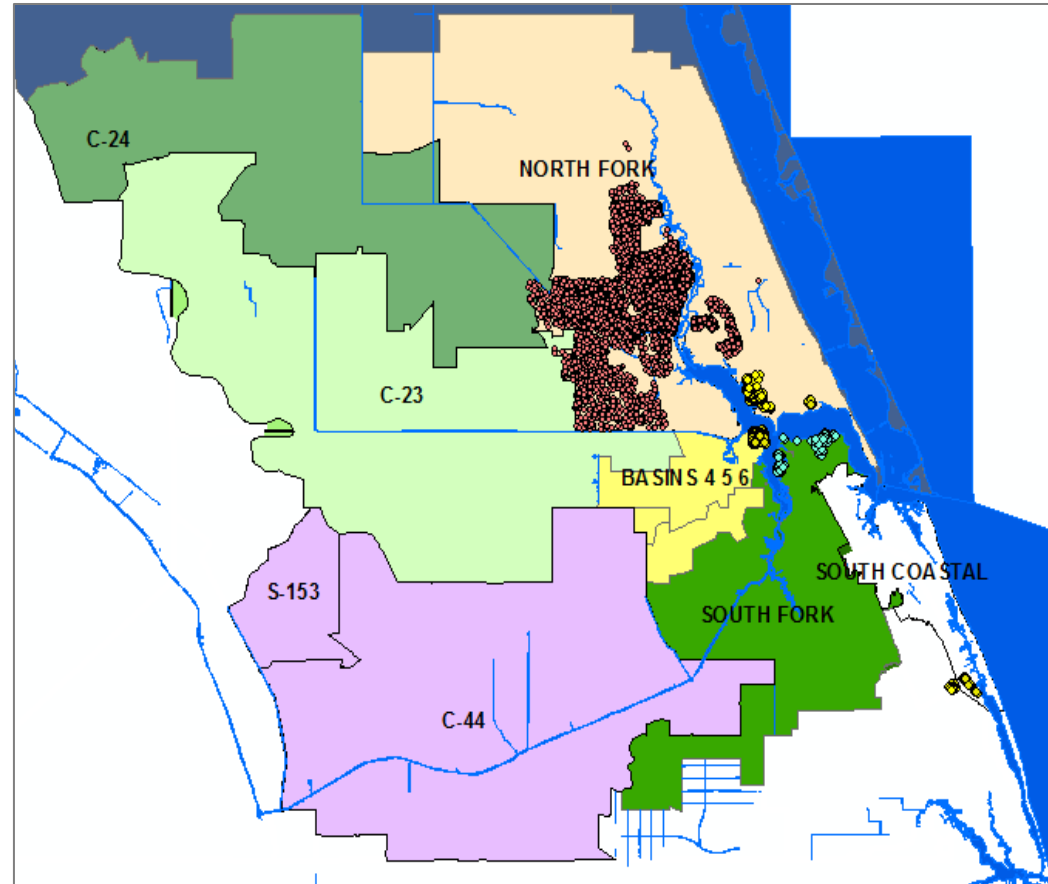 C-24
NORTH FORK
C-23
BASINS 4 5 6
S-153
SOUTH COASTAL
SOUTH FORK
C-44